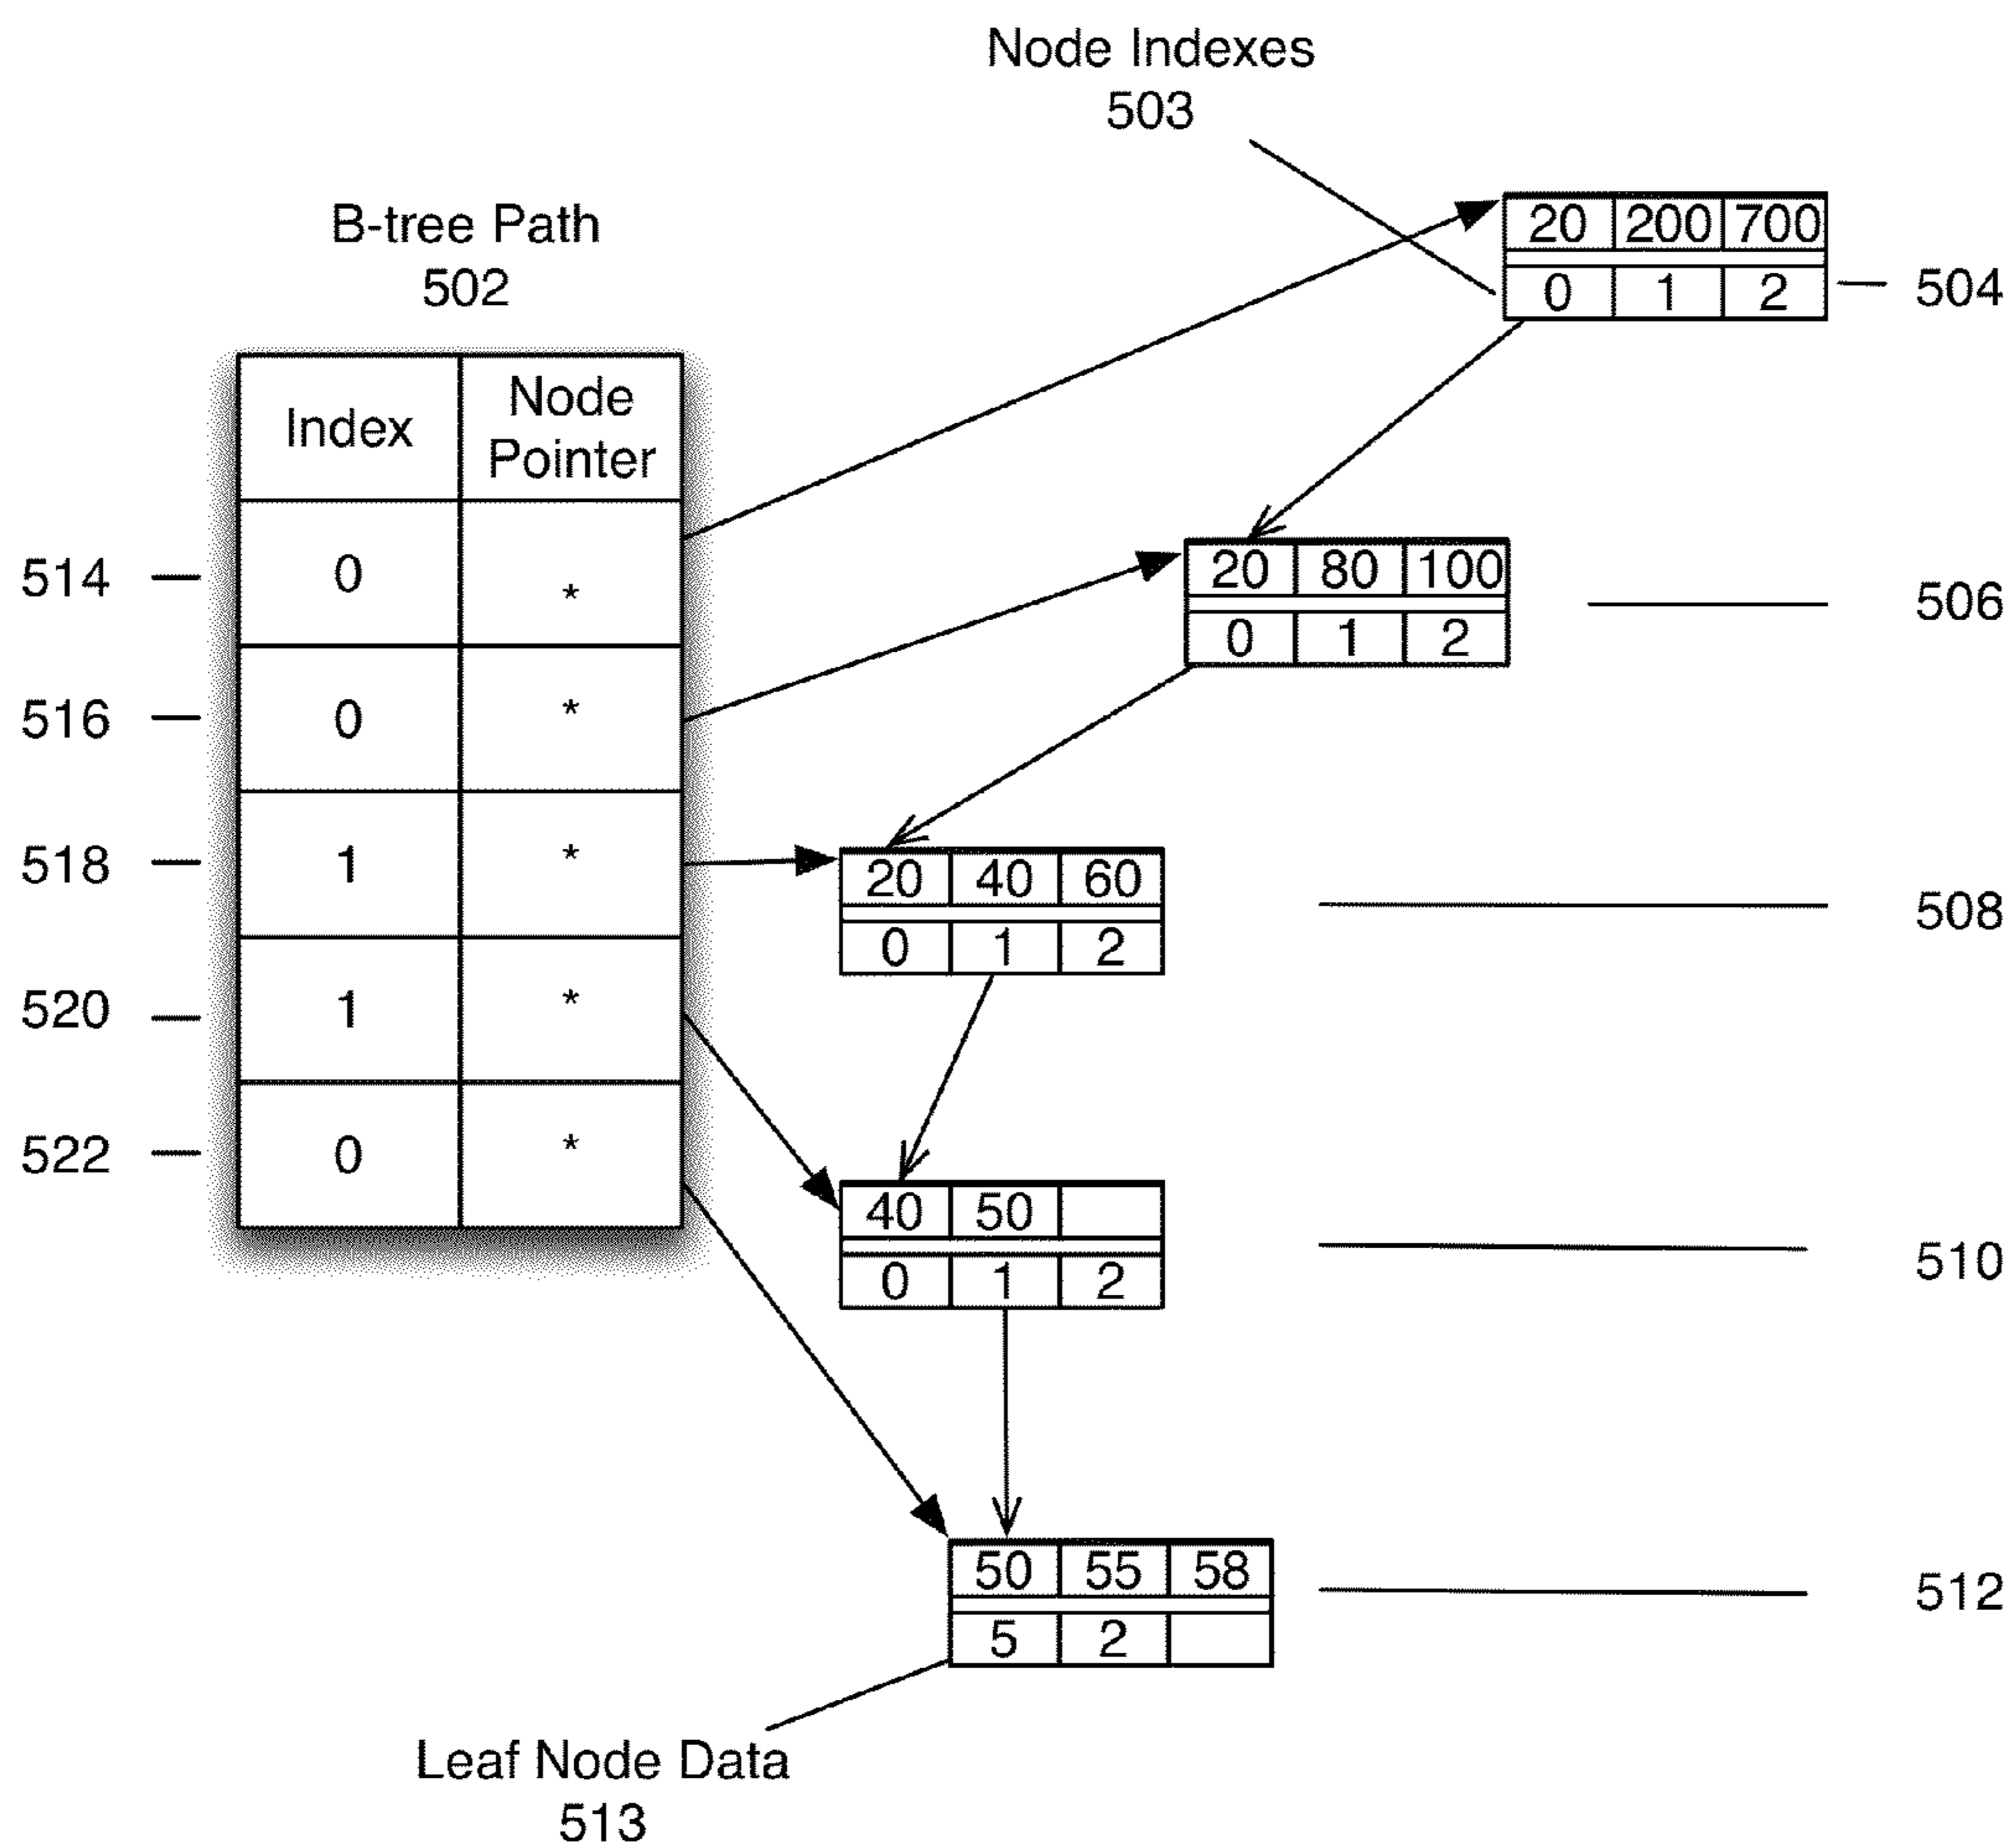 Node Indexes
503
20 200 700
0 1 2
504
B-tree Path
502
Index
Node
Pointer
514
0 *
516
0 *
518
1 *
520
1 *
522
0 *
20 80 100
0 1 2
506
20 40 60
0 1 2
508
40 50
0 1 2
510
50 55 58
5 2
512
Leaf Node Data
513